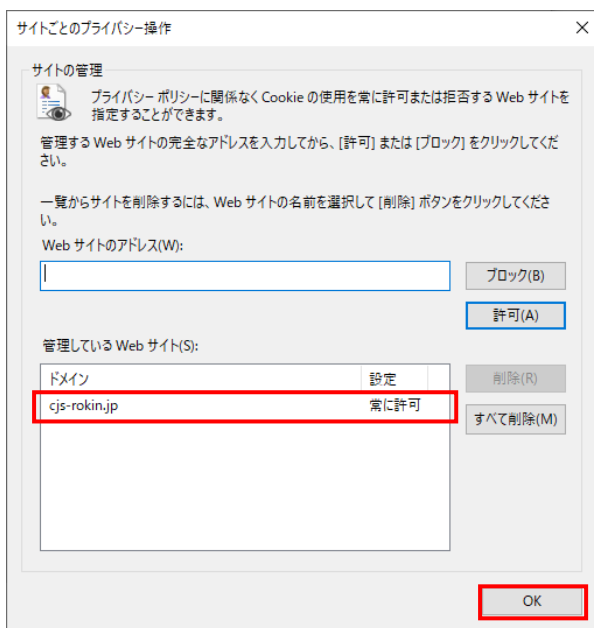 サイトごとのプライバシー操作
サイトの管理
プライバシー ポリシーに関係なく Cookie の使用を常に許可または拒否する Web サイトを
指定することができます。
管理する Web サイトの完全なアドレスを入力してから、[許可] または [ブロック] をクリックしてくだ
さい。
一覧からサイトを削除するには、Web サイトの名前を選択して [削除] ボタンをクリックしてくださ
い。
Web サイトのアドレス(W):
ブロック(B)
許可(A)
管理している Web サイト(S):
ドメイン 設定
削除(R)
cjs-rokin.jp 常に許可
すべて削除(M)
OK